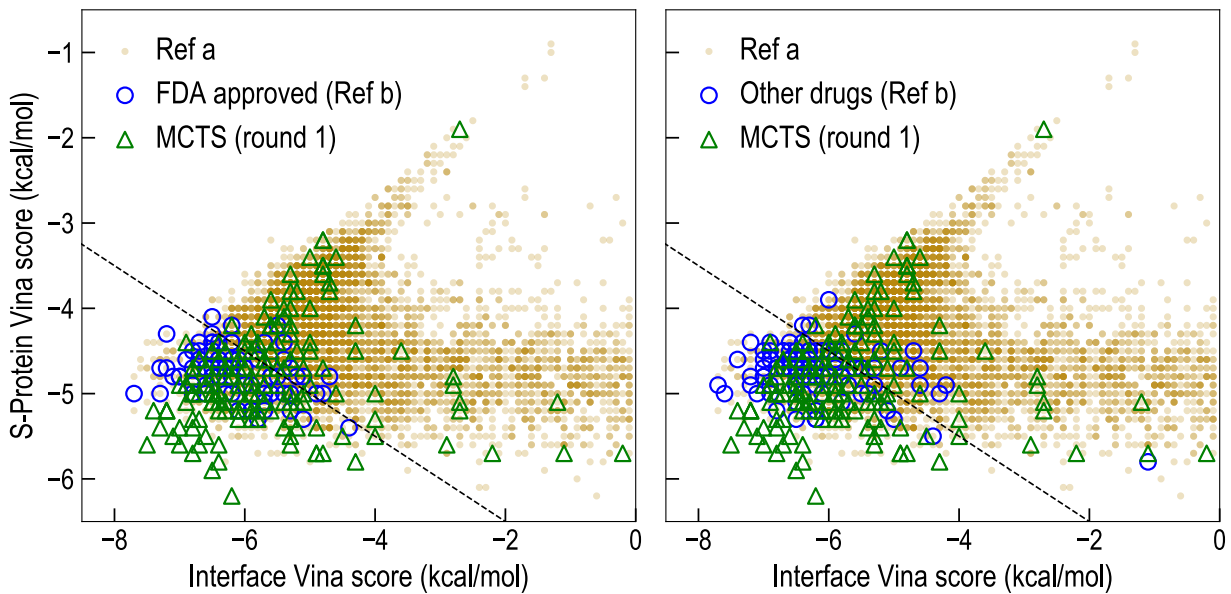 Ref a
FDA approved (Ref b)
MCTS (round 1)
S-Protein Vina score (kcal/mol)
−1
−2
−3
−4
−5
−6
−8
−6
−4
−2
0
Interface Vina score (kcal/mol)
Ref a
Other drugs (Ref b)
MCTS (round 1)
−8
−6
−4
−2
0
Interface Vina score (kcal/mol)